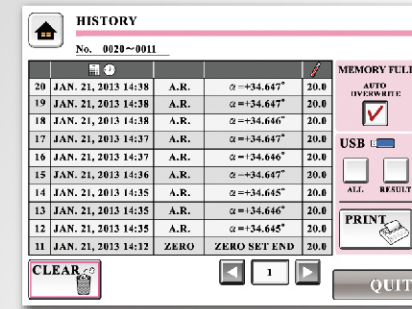 HISTORY
No. 0020~0011
MEMORY FULL
AUTO
OVERWRITE
20 JAN. 21, 2013 14:38 A.R. α=+34.647° 20.0
19 JAN. 21, 2013 14:38 A.R. α=+34.647° 20.0
18 JAN. 21, 2013 14:38 A.R. α=+34.646° 20.0
17 JAN. 21, 2013 14:37 A.R. α=+34.647° 20.0
16 JAN. 21, 2013 14:37 A.R. α=+34.646° 20.0
15 JAN. 21, 2013 14:36 A.R. α=+34.647° 20.0
14 JAN. 21, 2013 14:35 A.R. α=+34.645° 20.0
13 JAN. 21, 2013 14:35 A.R. α=+34.646° 20.0
12 JAN. 21, 2013 14:35 A.R. α=+34.645° 20.0
11 JAN. 21, 2013 14:12 ZERO ZERO SET END 20.0
USB
ALL RESULT
PRINT
CLEAR
1
QUIT